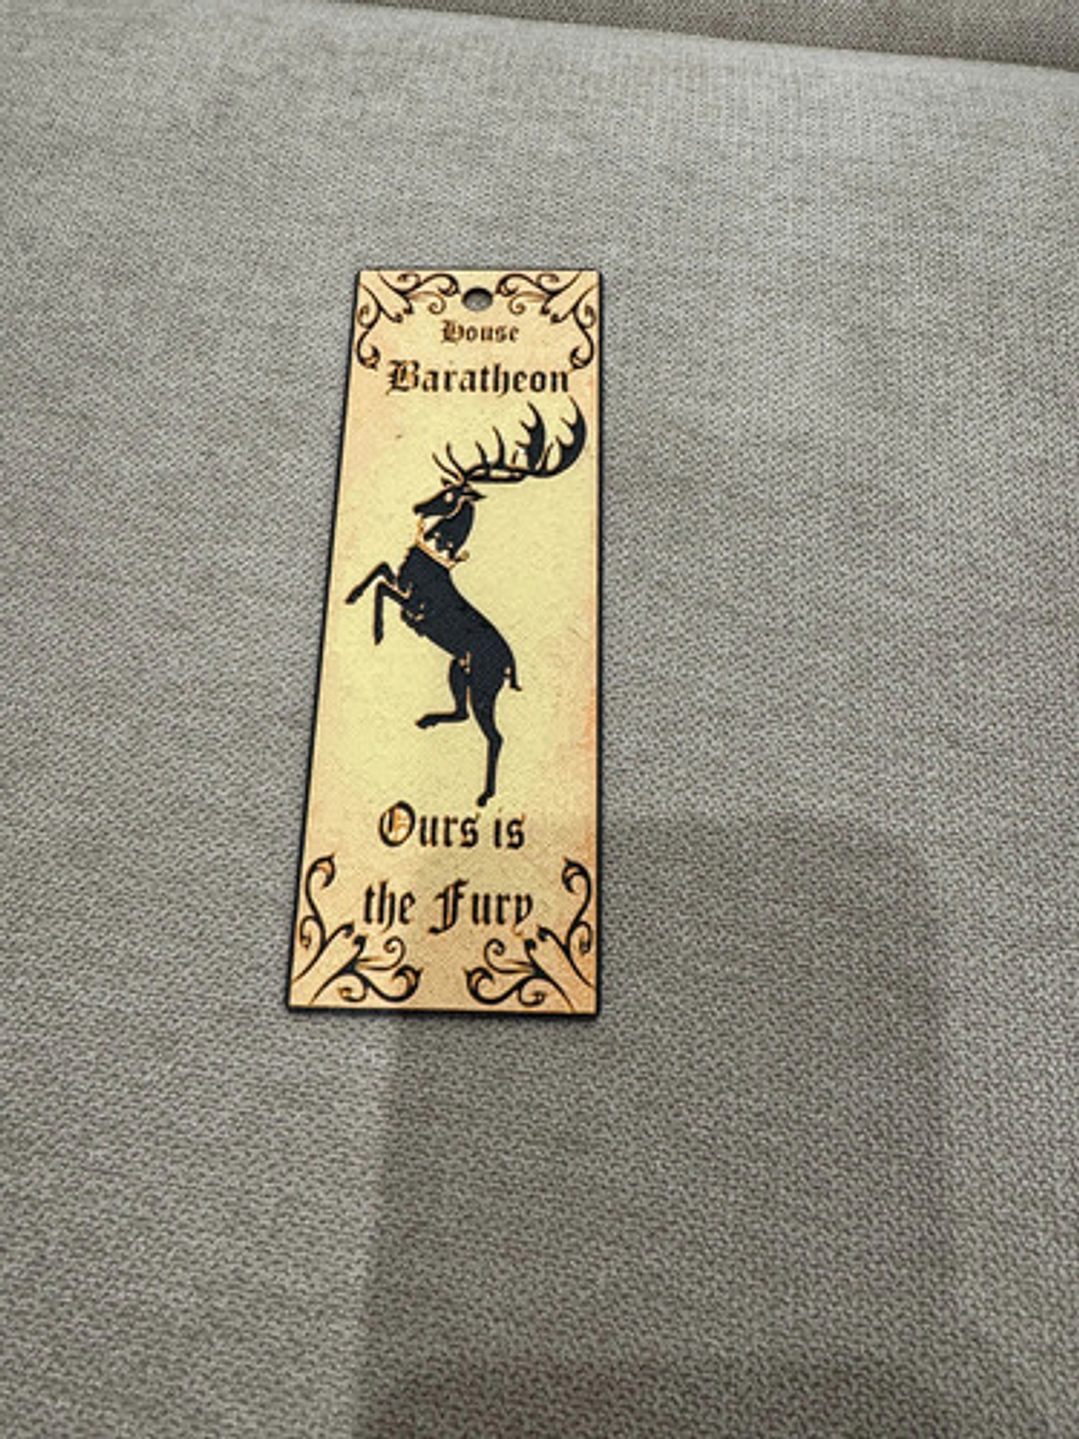 House
Baratheon
Ours is
the Fury